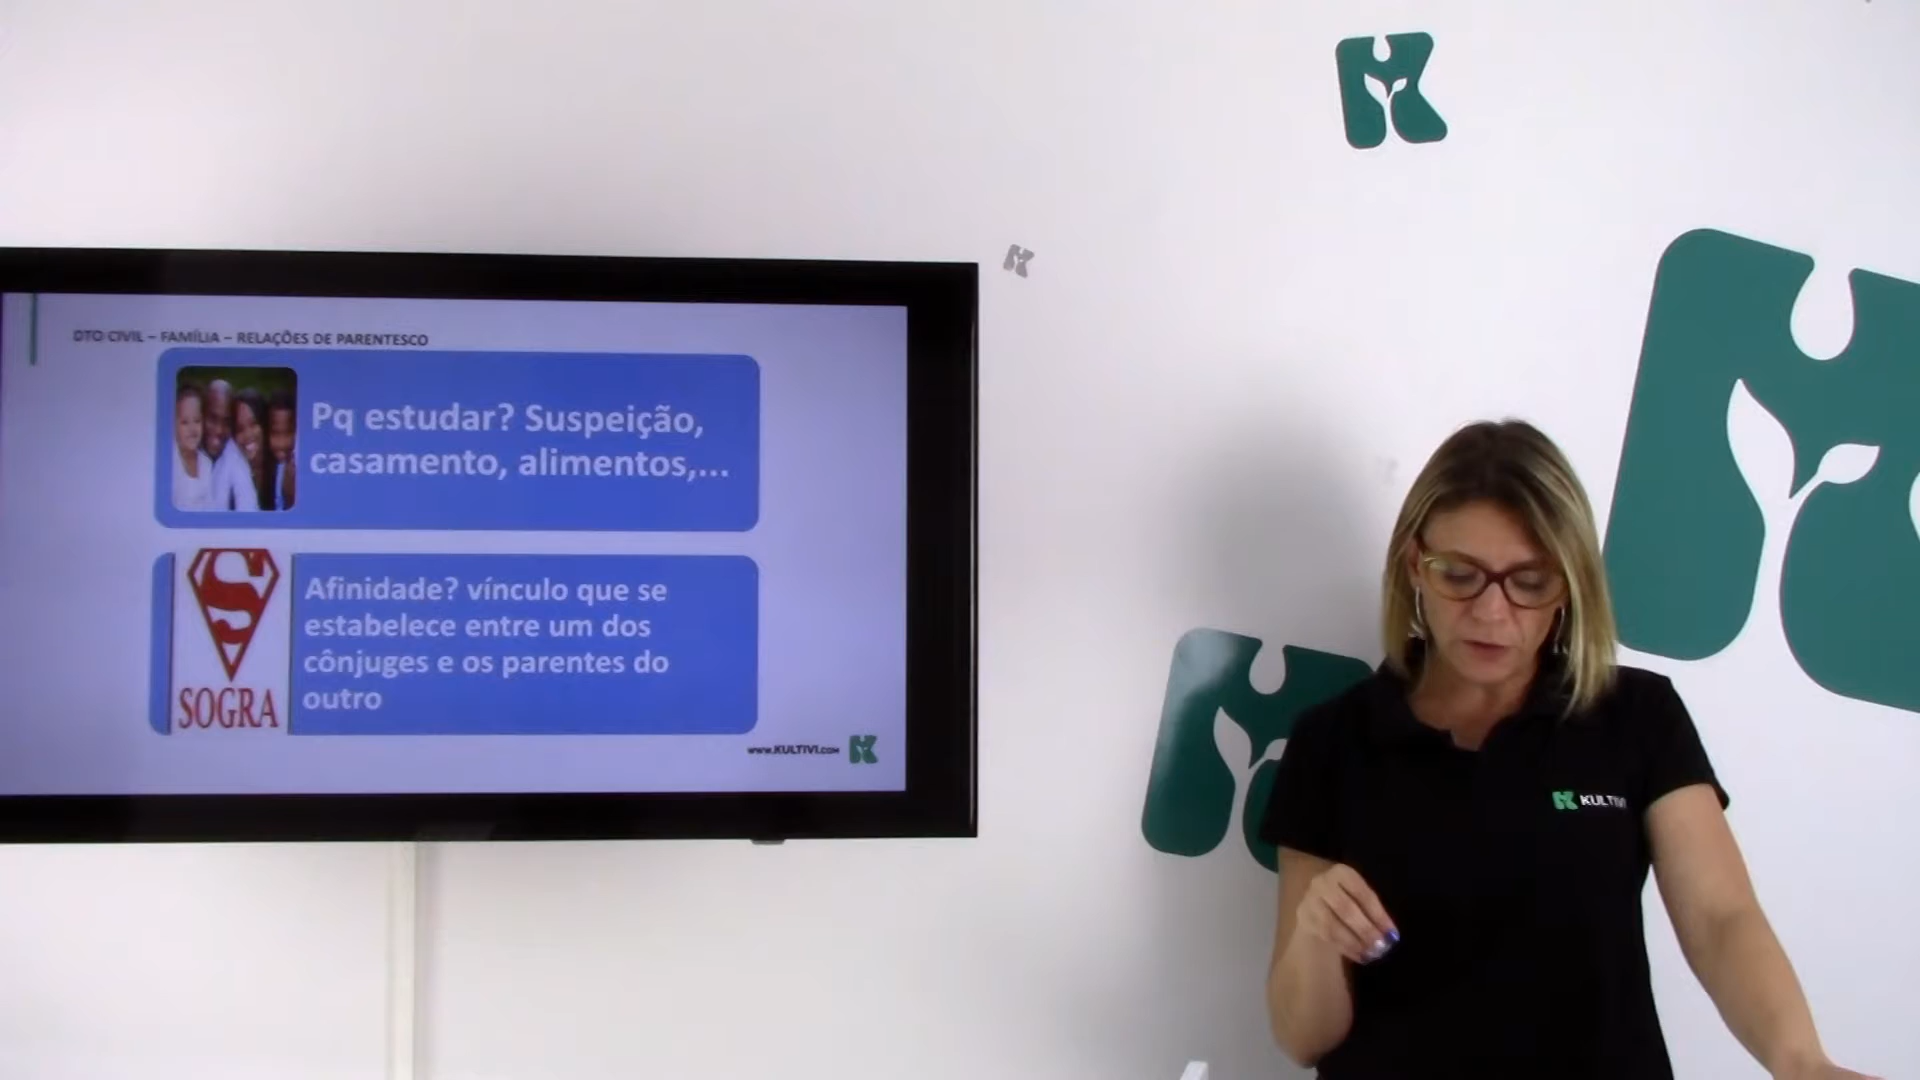 DTO CIVIL – FAMÍLIA – RELAÇÕES DE PARENTESCO
Pq estudar? Suspeição,
casamento, alimentos,...
S
SOGRA
Afinidade? vínculo que se
estabelece entre um dos
cônjuges e os parentes do
outro
www.KULTIVI.COM
KULTIVI